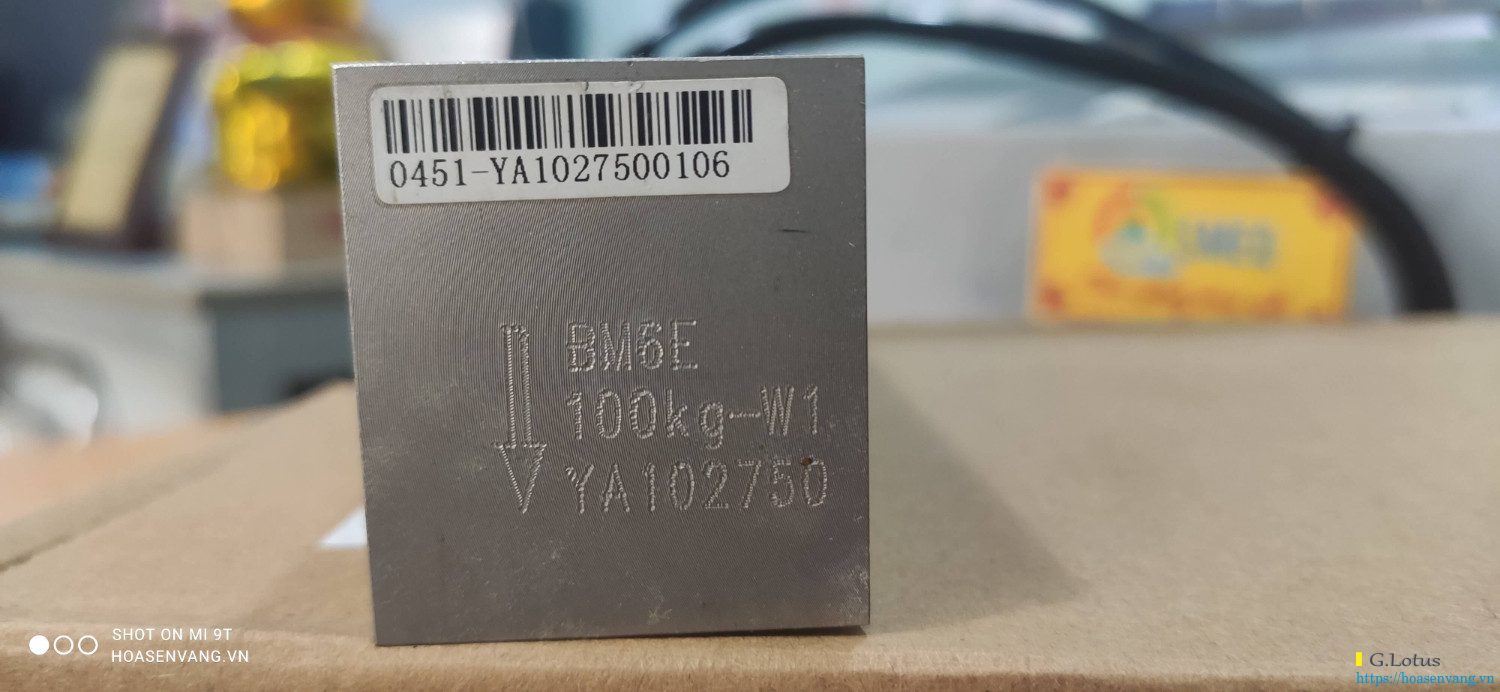 0451-YA1027500106
BM6E
100kg-W1
YA102750
SHOT ON MI 9T
HOASENVANG.VN
G.Lotus
https://hoasenvang.vn